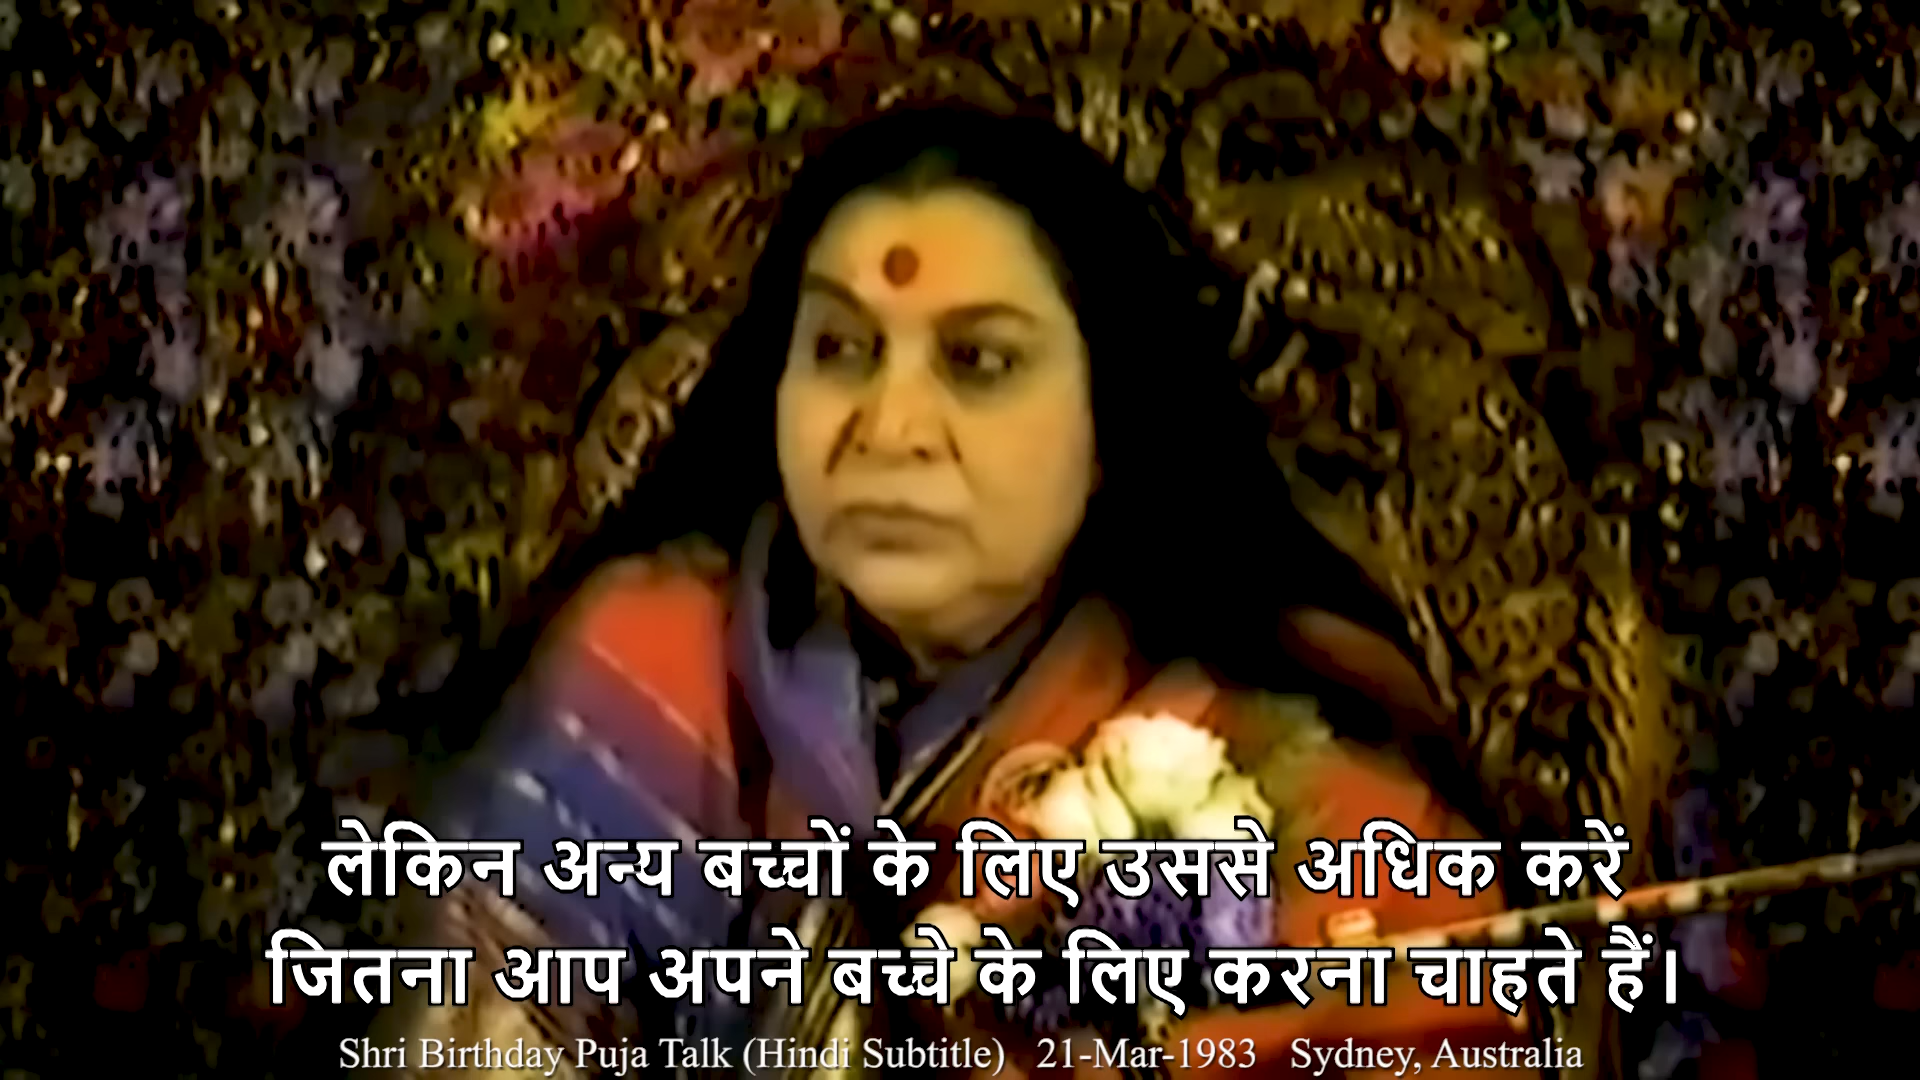 लेकिन अन्य बच्चों के लिए उससे अधिक करें
जितना आप अपने बच्चे के लिए करना चाहते हैं।
Shri Birthday Puja Talk (Hindi Subtitle) 21-Mar-1983 Sydney, Australia